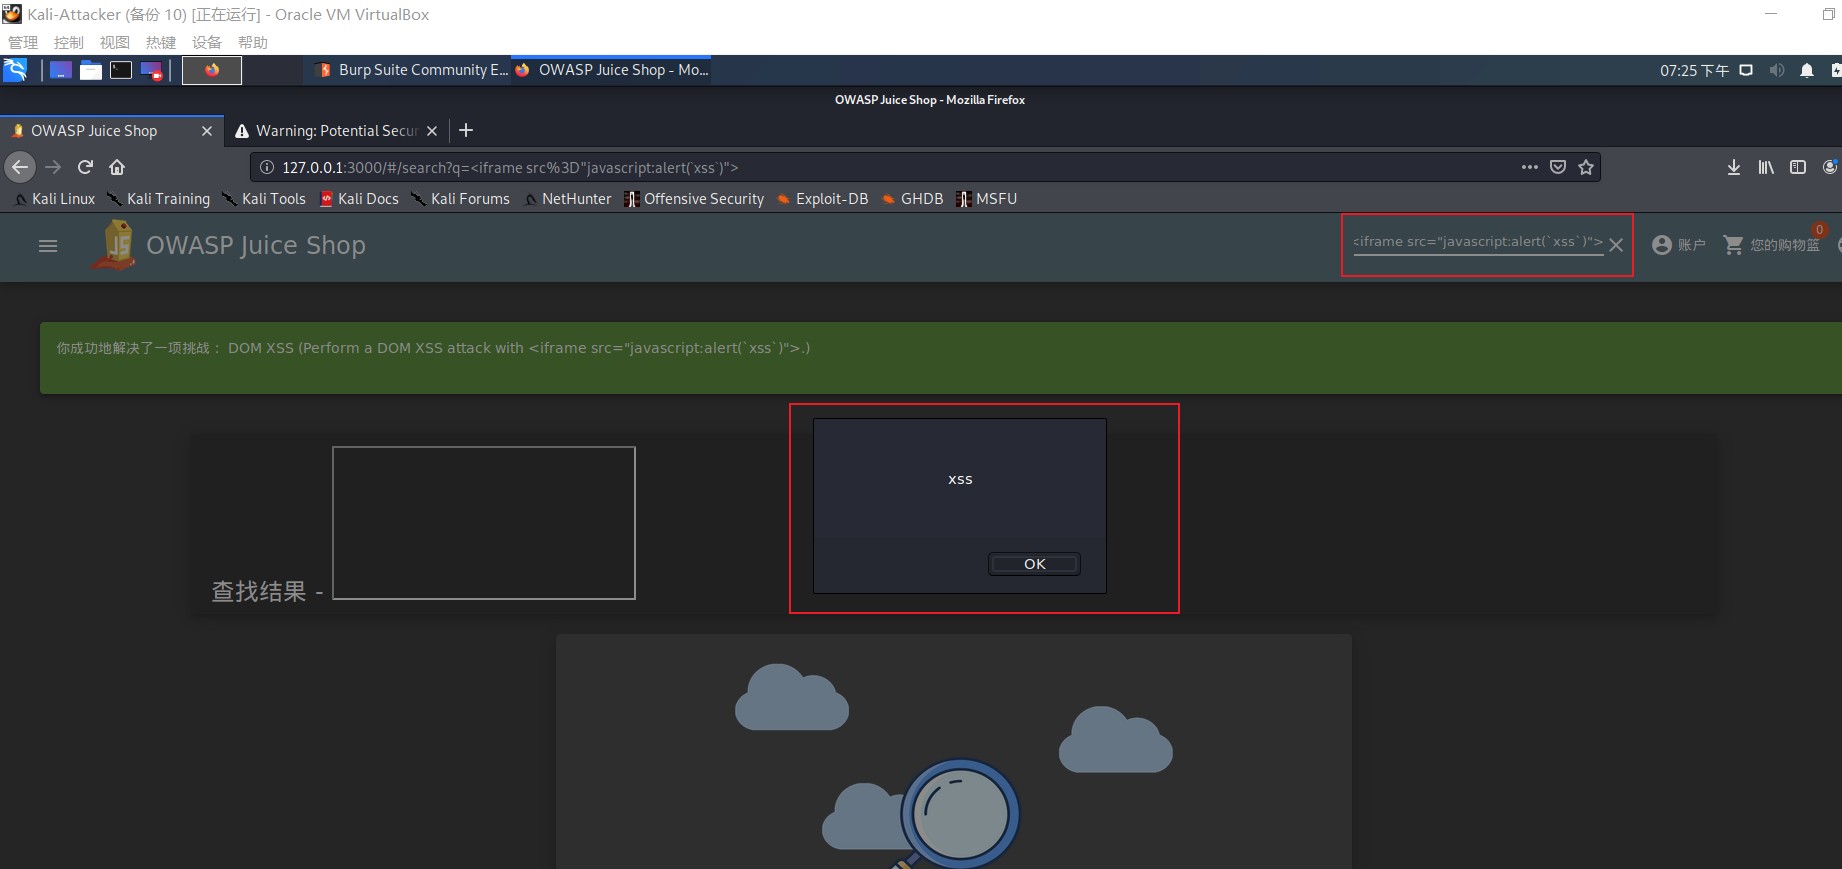 Kali-Attacker (备份 10) [正在运行] - Oracle VM VirtualBox
管理 控制 视图 热键 设备 帮助
Burp Suite Community E... OWASP Juice Shop - Mo... 07:25 下午
OWASP Juice Shop - Mozilla Firefox
OWASP Juice Shop Warning: Potential Secur
127.0.0.1:3000/#/search?q=<iframe src%3D"javascript:alert(`xss`)">
Kali Linux Kali Training Kali Tools Kali Docs Kali Forums NetHunter Offensive Security Exploit-DB GHDB MSFU
JS OWASP Juice Shop <iframe src="javascript:alert(`xss`)"> 账户 您的购物篮 0
你成功地解决了一项挑战： DOM XSS (Perform a DOM XSS attack with <iframe src="javascript:alert(`xss`)">.)
xss
OK
查找结果 -